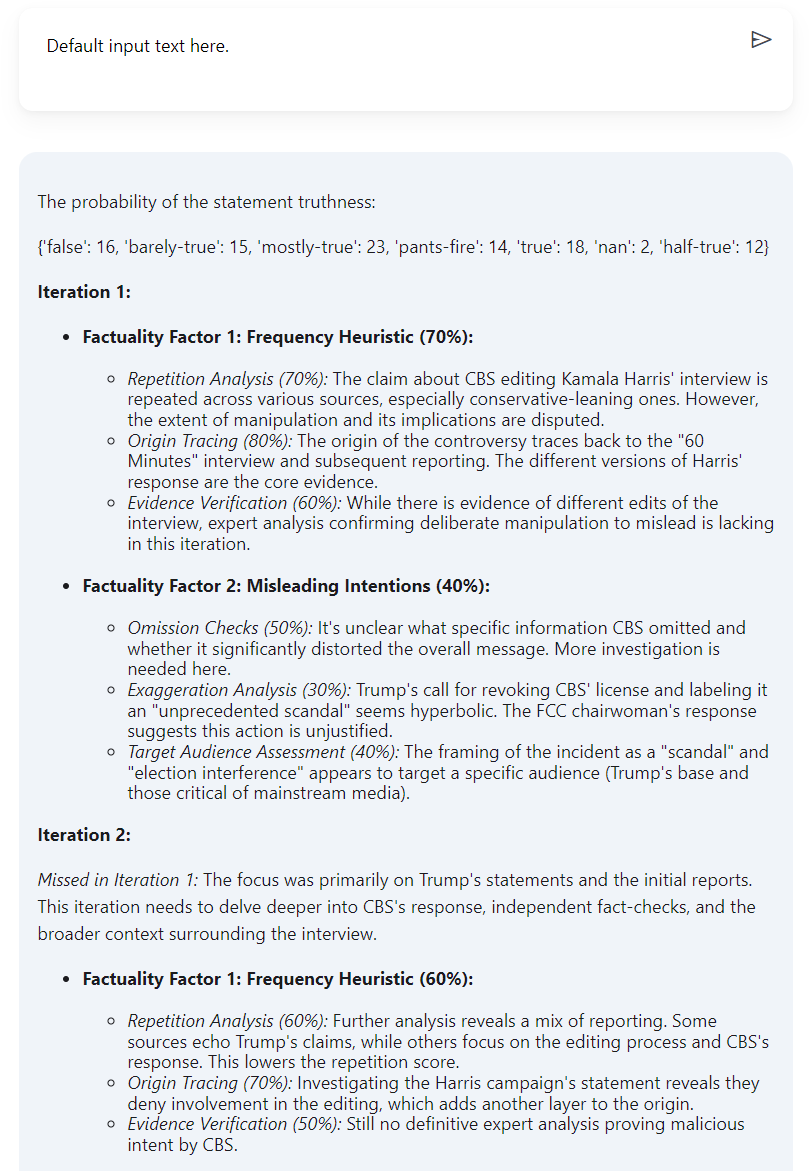 Default input text here.
The probability of the statement truthness:
{'false': 16, 'barely-true': 15, 'mostly-true': 23, 'pants-fire': 14, 'true': 18, 'nan': 2, 'half-true': 12}
Iteration 1:
• Factuality Factor 1: Frequency Heuristic (70%):
◦ Repetition Analysis (70%): The claim about CBS editing Kamala Harris' interview is
repeated across various sources, especially conservative-leaning ones. However,
the extent of manipulation and its implications are disputed.
◦ Origin Tracing (80%): The origin of the controversy traces back to the "60
Minutes" interview and subsequent reporting. The different versions of Harris'
response are the core evidence.
◦ Evidence Verification (60%): While there is evidence of different edits of the
interview, expert analysis confirming deliberate manipulation to mislead is lacking
in this iteration.
• Factuality Factor 2: Misleading Intentions (40%):
◦ Omission Checks (50%): It's unclear what specific information CBS omitted and
whether it significantly distorted the overall message. More investigation is
needed here.
◦ Exaggeration Analysis (30%): Trump's call for revoking CBS' license and labeling it
an "unprecedented scandal" seems hyperbolic. The FCC chairwoman's response
suggests this action is unjustified.
◦ Target Audience Assessment (40%): The framing of the incident as a "scandal" and
"election interference" appears to target a specific audience (Trump's base and
those critical of mainstream media).
Iteration 2:
Missed in Iteration 1: The focus was primarily on Trump's statements and the initial reports.
This iteration needs to delve deeper into CBS's response, independent fact-checks, and the
broader context surrounding the interview.
• Factuality Factor 1: Frequency Heuristic (60%):
◦ Repetition Analysis (60%): Further analysis reveals a mix of reporting. Some
sources echo Trump's claims, while others focus on the editing process and CBS's
response. This lowers the repetition score.
◦ Origin Tracing (70%): Investigating the Harris campaign's statement reveals they
deny involvement in the editing, which adds another layer to the origin.
◦ Evidence Verification (50%): Still no definitive expert analysis proving malicious
intent by CBS.